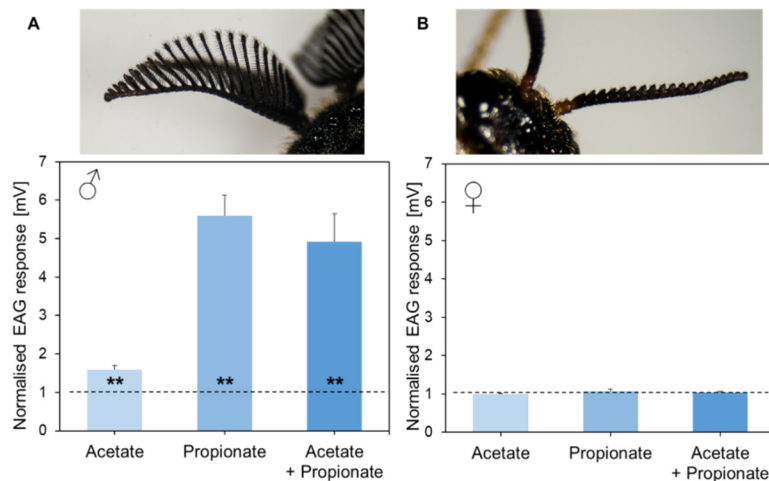 A
7
6
5
4
3
2
1
0
Normalised EAG response [mV]
♂
**
**
**
Acetate
Propionate
Acetate
+ Propionate
B
7
6
5
4
3
2
1
0
Normalised EAG response [mV]
♀
Acetate
Propionate
Acetate
+ Propionate